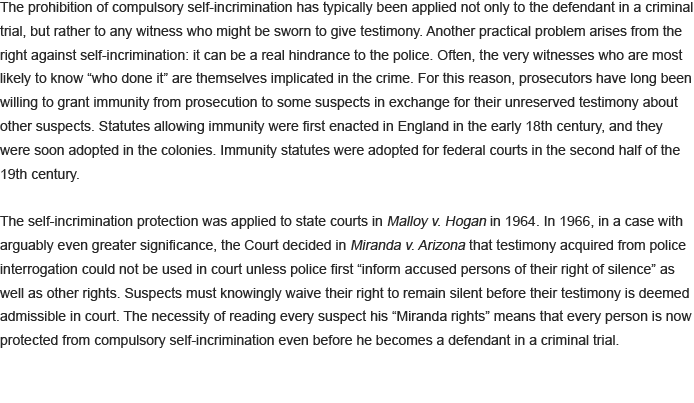 The prohibition of compulsory self-incrimination has typically been applied not only to the defendant in a criminal
trial, but rather to any witness who might be sworn to give testimony. Another practical problem arises from the
right against self-incrimination: it can be a real hindrance to the police. Often, the very witnesses who are most
likely to know “who done it” are themselves implicated in the crime. For this reason, prosecutors have long been
willing to grant immunity from prosecution to some suspects in exchange for their unreserved testimony about
other suspects. Statutes allowing immunity were first enacted in England in the early 18th century, and they
were soon adopted in the colonies. Immunity statutes were adopted for federal courts in the second half of the
19th century.
The self-incrimination protection was applied to state courts in Malloy v. Hogan in 1964. In 1966, in a case with
arguably even greater significance, the Court decided in Miranda v. Arizona that testimony acquired from police
interrogation could not be used in court unless police first “inform accused persons of their right of silence” as
well as other rights. Suspects must knowingly waive their right to remain silent before their testimony is deemed
admissible in court. The necessity of reading every suspect his “Miranda rights” means that every person is now
protected from compulsory self-incrimination even before he becomes a defendant in a criminal trial.